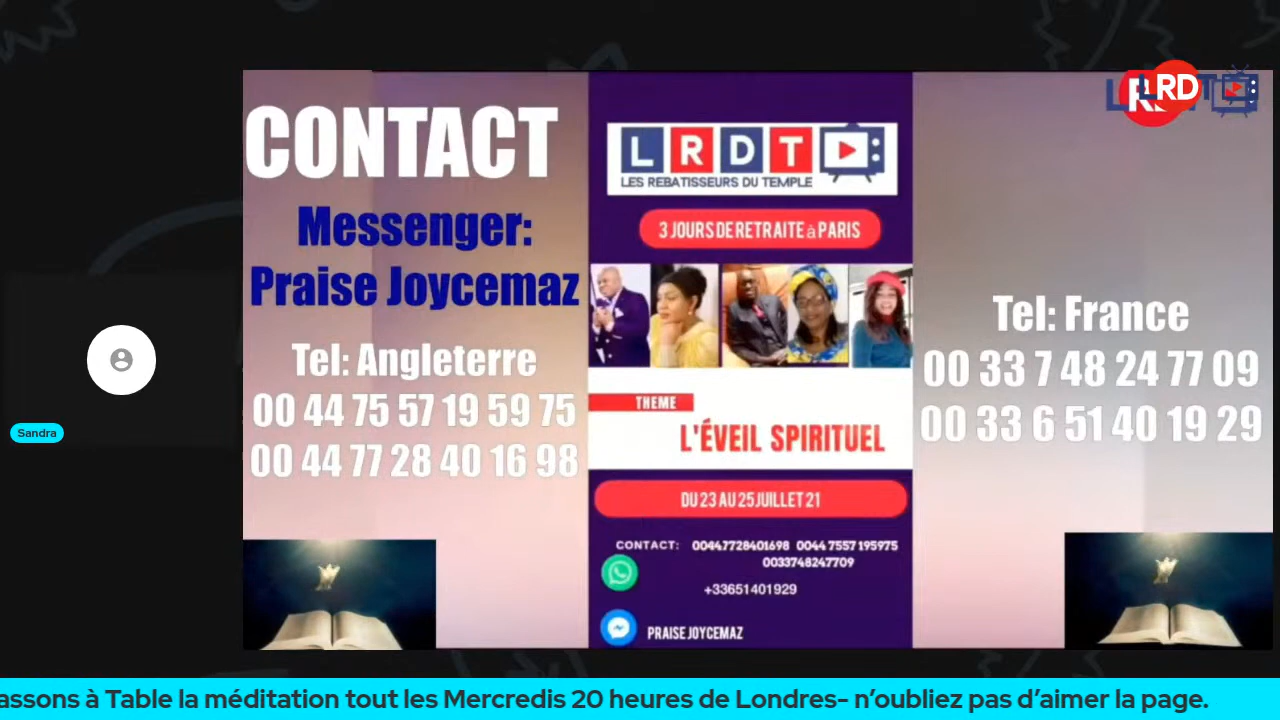 CONTACT
Messenger:
Praise Joycemaz
Tel: Angleterre
00 44 75 57 19 59 75
00 44 77 28 40 16 98
Sandra
LRDT
LES REBATISSEURS DU TEMPLE
3 JOURS DE RETRAITE à PARIS
THEME
L'ÉVEIL SPIRITUEL
DU 23 AU 25 JUILLET 21
CONTACT: 00447728401698 0044 7557 195975
0033748247709
+33651401929
PRAISE JOYCEMAZ
Tel: France
00 33 7 48 24 77 09
00 33 6 51 40 19 29
assons à Table la méditation tout les Mercredis 20 heures de Londres- n’oubliez pas d’aimer la page.